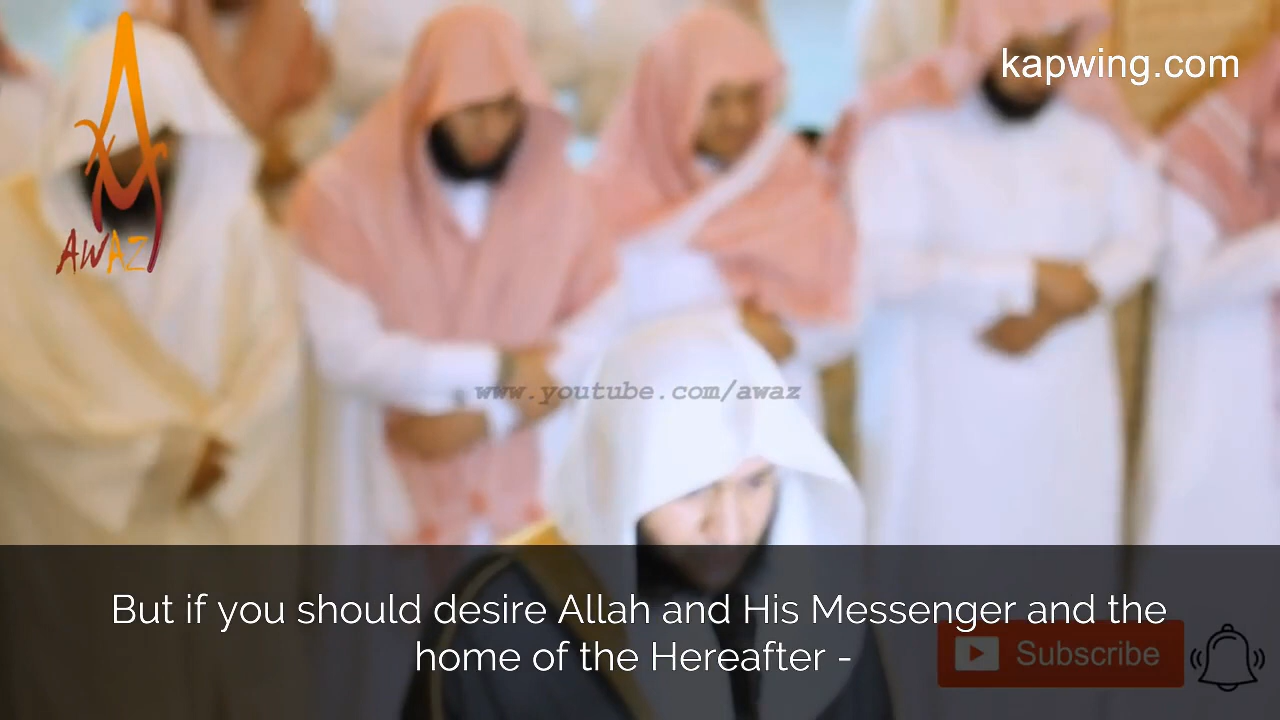 kapwing.com
AWAZ
www.youtube.com/awaz
But if you should desire Allah and His Messenger and the
home of the Hereafter -
Subscribe